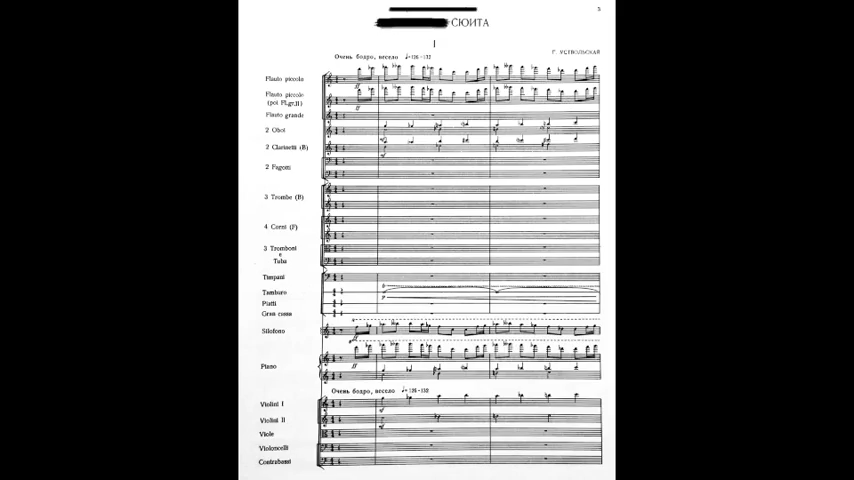 3
СЮИТА
I
Г. УСТВОЛЬСКАЯ
Очень бодро, весело ♩=126-132
Flauto piccolo
Flauto piccolo
(poi Fl.gr.II)
Flauto grande
2 Oboi
2 Clarinetti (B)
2 Fagotti
3 Trombe (B)
4 Corni (F)
3 Tromboni
e
Tuba
Timpani
Tamburo
Piatti
Gran cassa
Silofono
Piano
Очень бодро, весело ♩=126-132
Violini I
Violini II
Viole
Violoncelli
Contrabassi